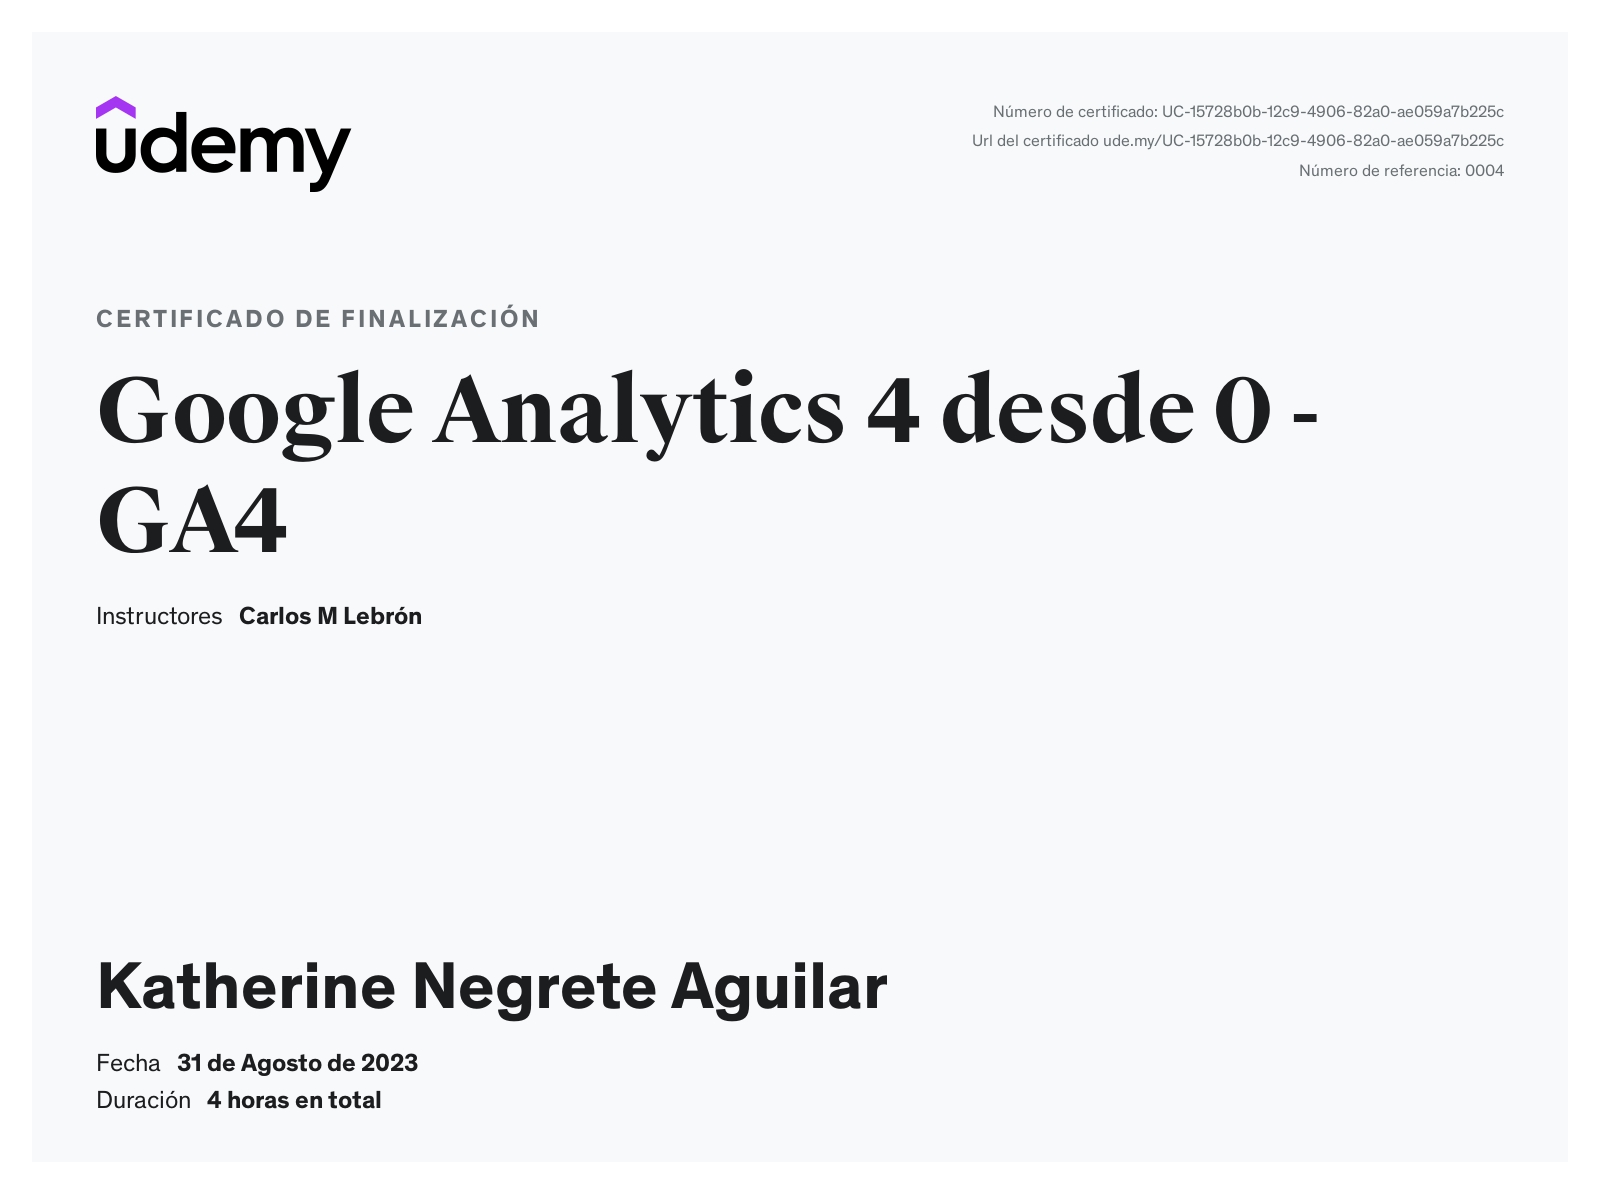 udemy
Número de certificado: UC-15728b0b-12c9-4906-82a0-ae059a7b225c
Url del certificado ude.my/UC-15728b0b-12c9-4906-82a0-ae059a7b225c
Número de referencia: 0004
CERTIFICADO DE FINALIZACIÓN
Google Analytics 4 desde 0 -
GA4
Instructores Carlos M Lebrón
Katherine Negrete Aguilar
Fecha 31 de Agosto de 2023
Duración 4 horas en total